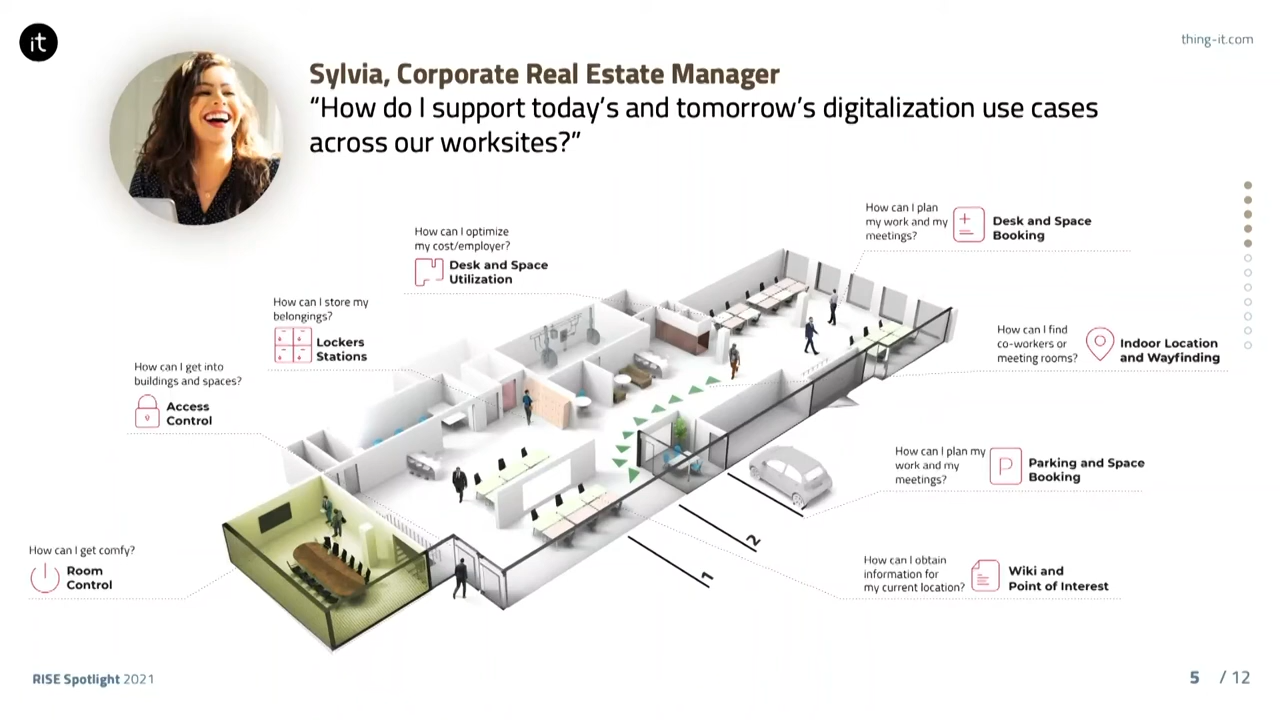 it
thing-it.com
Sylvia, Corporate Real Estate Manager
“How do I support today’s and tomorrow’s digitalization use cases
across our worksites?”
How can I plan
my work and my
meetings?
Desk and Space
Booking
How can I optimize
my cost/employer?
Desk and Space
Utilization
How can I store my
belongings?
Lockers
Stations
How can I find
co-workers or
meeting rooms?
Indoor Location
and Wayfinding
How can I get into
buildings and spaces?
Access
Control
How can I plan my
work and my
meetings?
P
Parking and Space
Booking
2
1
How can I get comfy?
Room
Control
How can I obtain
information for
my current location?
Wiki and
Point of Interest
RISE Spotlight 2021
5 / 12